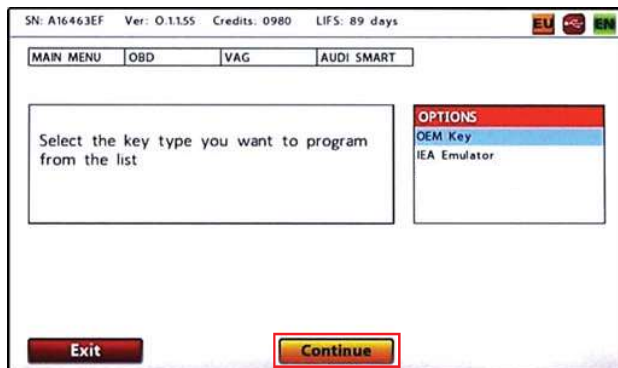 SN: A16463EF Ver: O.1.1.55 Credits: 0980 LIFS: 89 days EU EN
MAIN MENU OBD VAG AUDI SMART
Select the key type you want to program
from the list
OPTIONS
OEM Key
IEA Emulator
Exit Continue